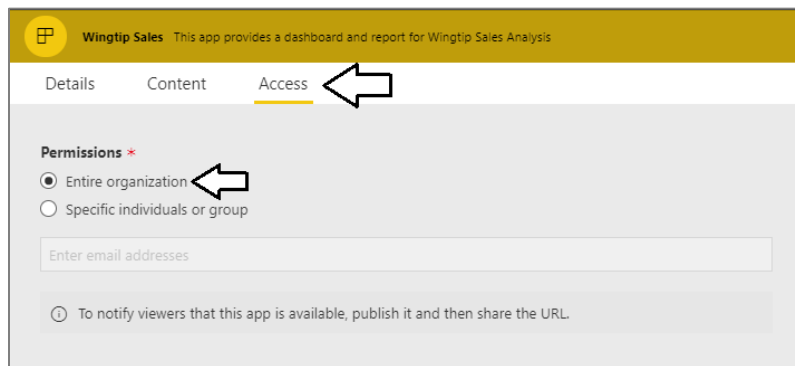 Wingtip Sales This app provides a dashboard and report for Wingtip Sales Analysis
Details Content Access
Permissions *
Entire organization
Specific individuals or group
Enter email addresses
To notify viewers that this app is available, publish it and then share the URL.